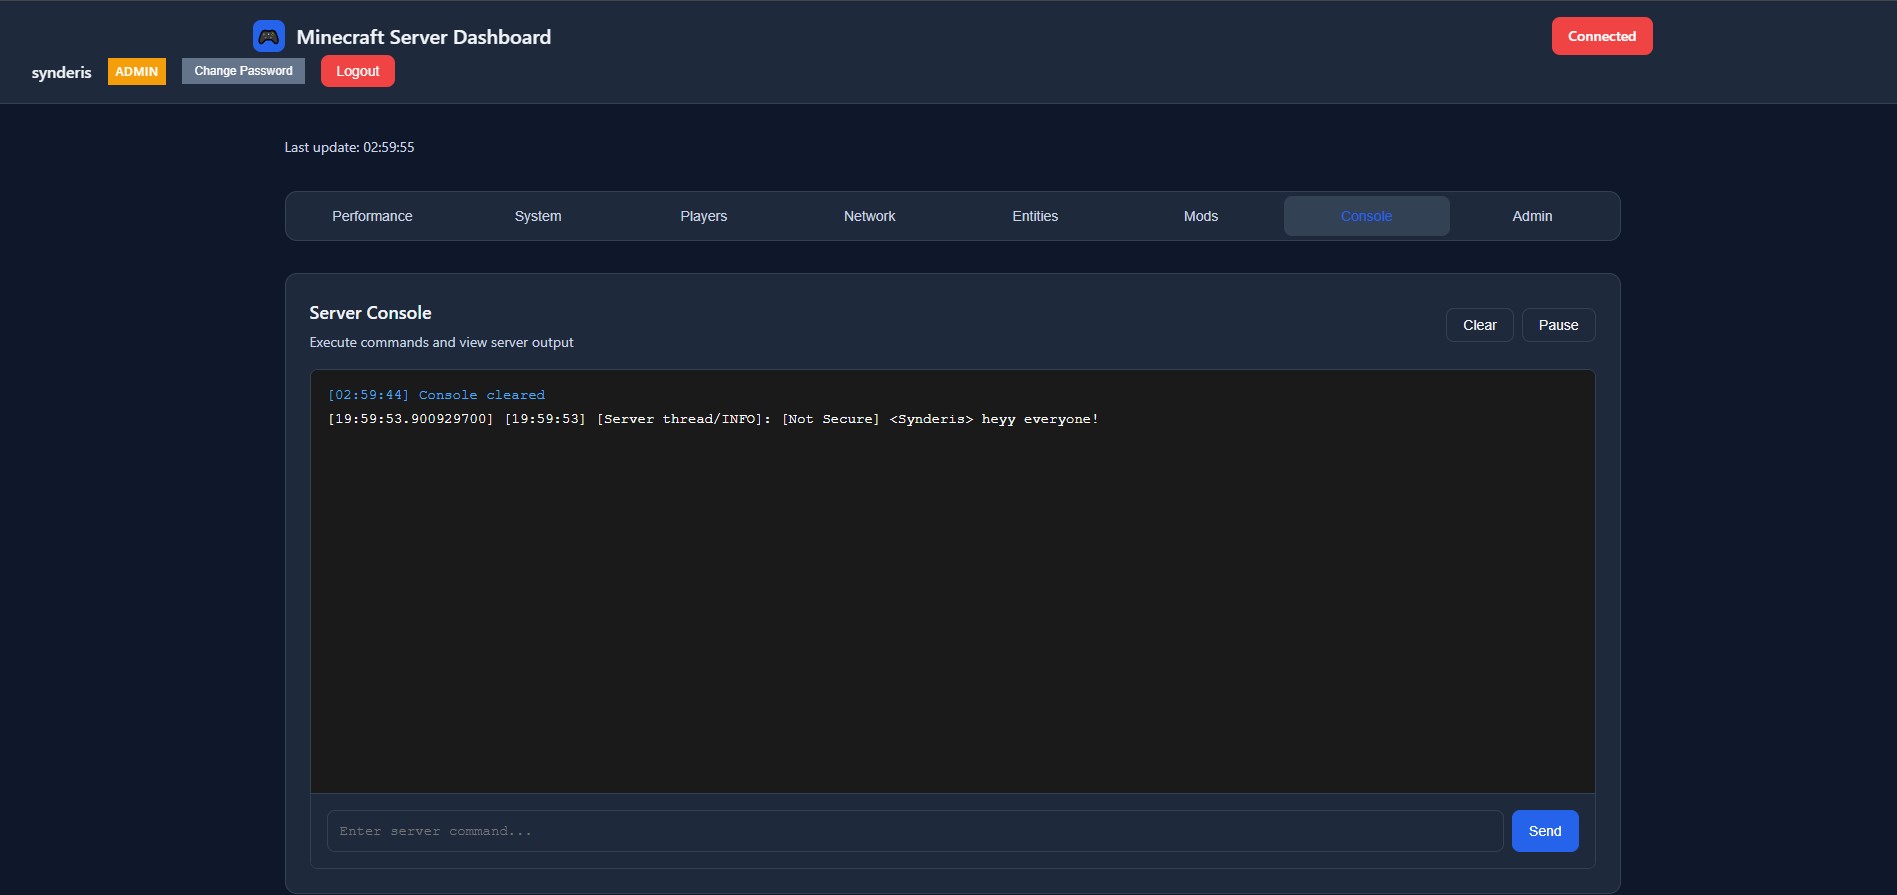 Minecraft Server Dashboard
Connected
synderis ADMIN Change Password Logout
Last update: 02:59:55
Performance System Players Network Entities Mods Console Admin
Server Console
Execute commands and view server output
Clear Pause
[02:59:44] Console cleared
[19:59:53.900929700] [19:59:53] [Server thread/INFO]: [Not Secure] <Synderis> heyy everyone!
Enter server command...
Send